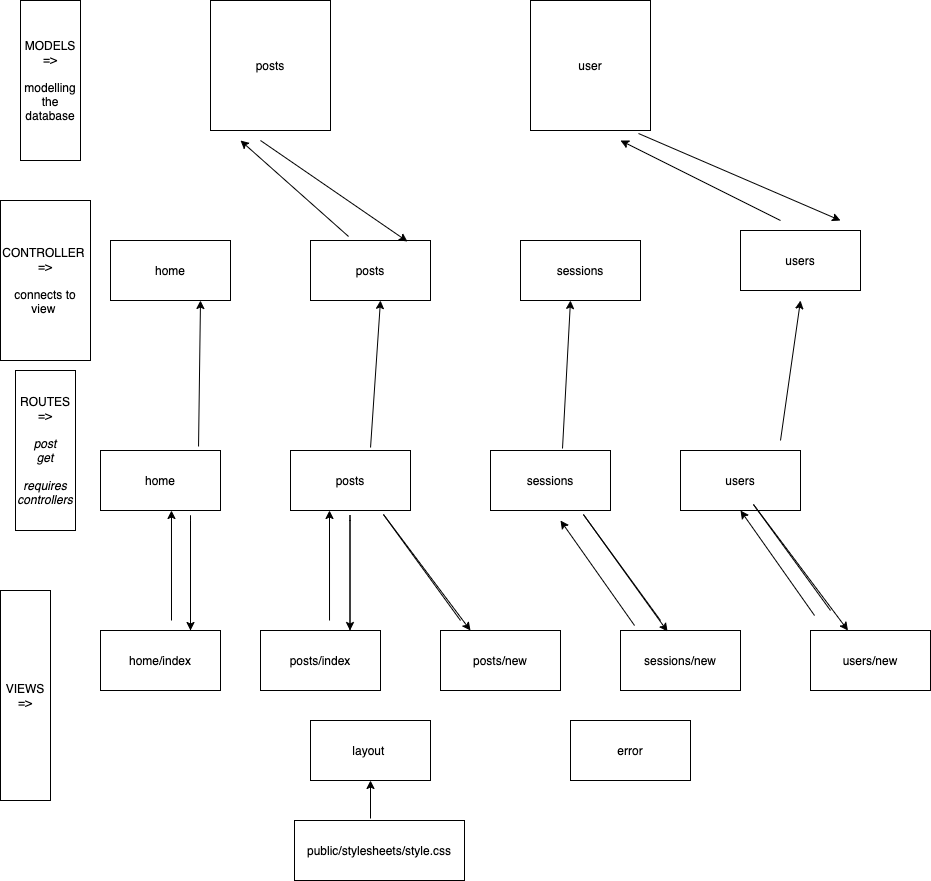 MODELS
=>
modelling
the
database
posts
user
CONTROLLER
=>
connects to
view
home
posts
sessions
users
ROUTES
=>
post
get
requires
controllers
home
posts
sessions
users
VIEWS
=>
home/index
posts/index
posts/new
sessions/new
users/new
layout
error
public/stylesheets/style.css